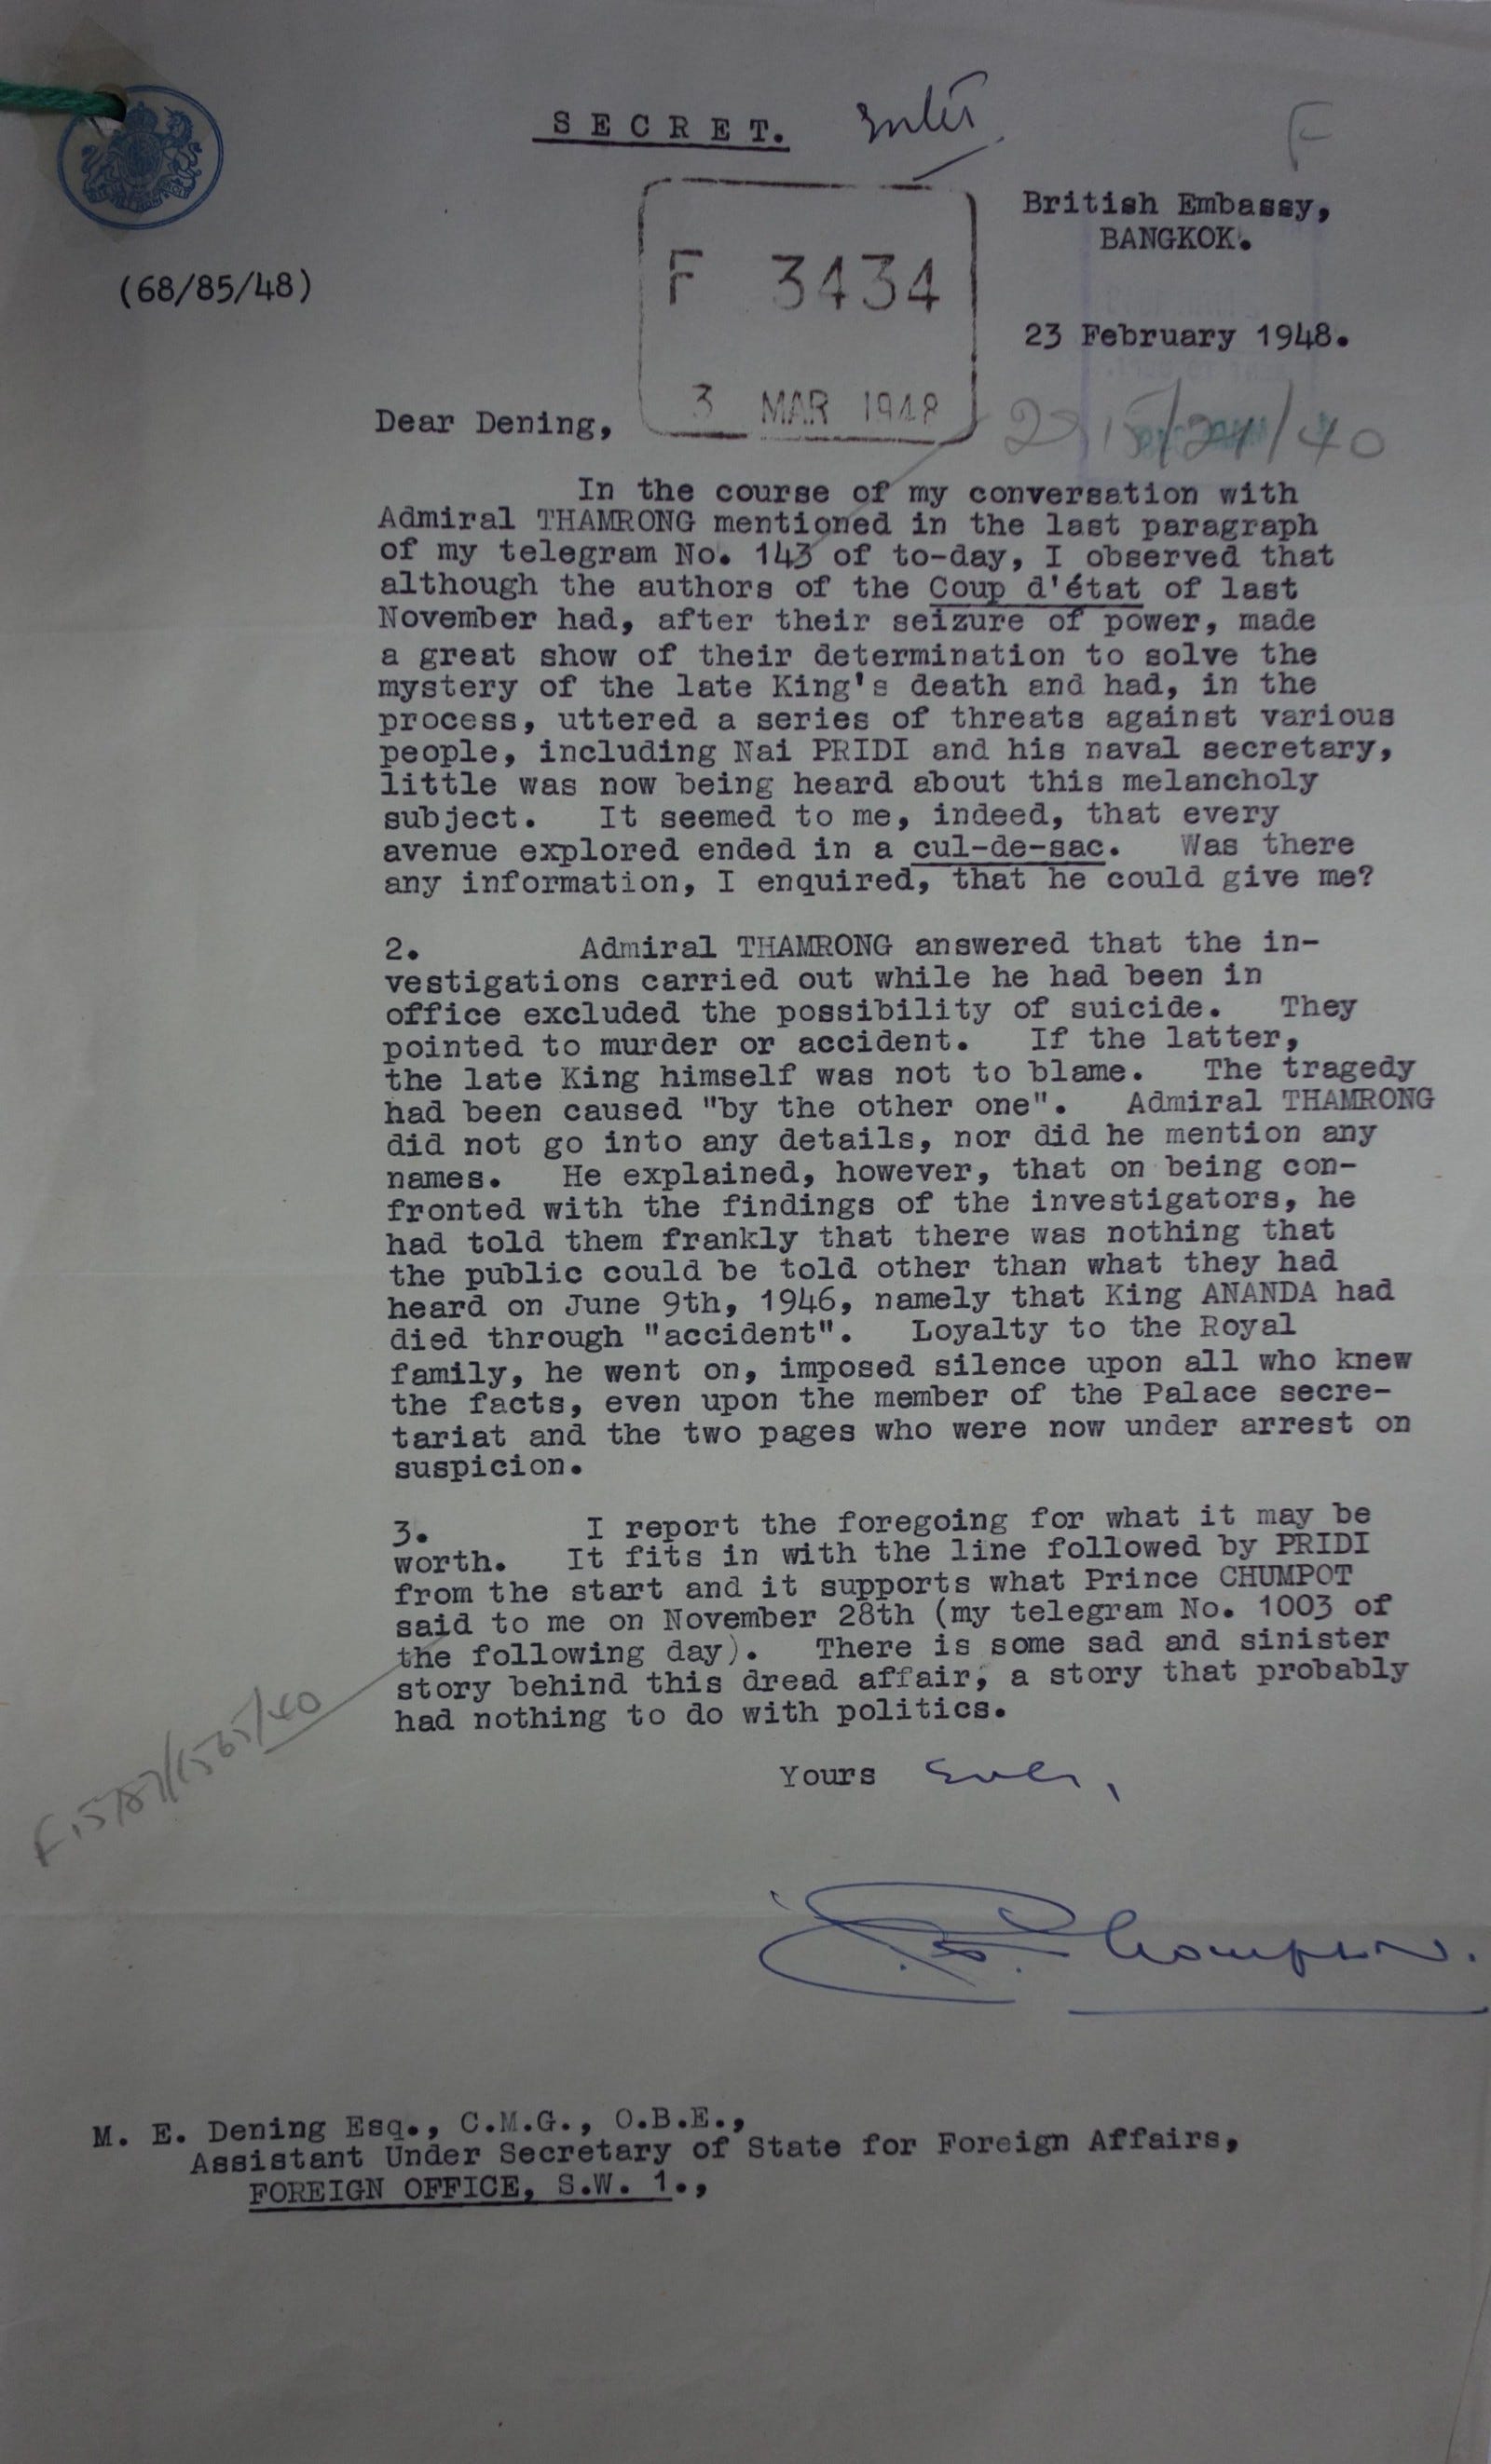 SECRET.
F
British Embassy,
BANGKOK.
(68/85/48)
F 3434
23 February 1948.
3 MAR 1948
Dear Dening,
In the course of my conversation with
Admiral THAMRONG mentioned in the last paragraph
of my telegram No. 143 of to-day, I observed that
although the authors of the Coup d'état of last
November had, after their seizure of power, made
a great show of their determination to solve the
mystery of the late King's death and had, in the
process, uttered a series of threats against various
people, including Nai PRIDI and his naval secretary,
little was now being heard about this melancholy
subject. It seemed to me, indeed, that every
avenue explored ended in a cul-de-sac. Was there
any information, I enquired, that he could give me?
2. Admiral THAMRONG answered that the in-
vestigations carried out while he had been in
office excluded the possibility of suicide. They
pointed to murder or accident. If the latter,
the late King himself was not to blame. The tragedy
had been caused "by the other one". Admiral THAMRONG
did not go into any details, nor did he mention any
names. He explained, however, that on being con-
fronted with the findings of the investigators, he
had told them frankly that there was nothing that
the public could be told other than what they had
heard on June 9th, 1946, namely that King ANANDA had
died through "accident". Loyalty to the Royal
family, he went on, imposed silence upon all who knew
the facts, even upon the member of the Palace secre-
tariat and the two pages who were now under arrest on
suspicion.
3. I report the foregoing for what it may be
worth. It fits in with the line followed by PRIDI
from the start and it supports what Prince CHUMPOT
said to me on November 28th (my telegram No. 1003 of
the following day). There is some sad and sinister
story behind this dread affair, a story that probably
had nothing to do with politics.
Yours ever,
Thompson.
M. E. Dening Esq., C.M.G., O.B.E.,
Assistant Under Secretary of State for Foreign Affairs,
FOREIGN OFFICE, S.W. 1.,